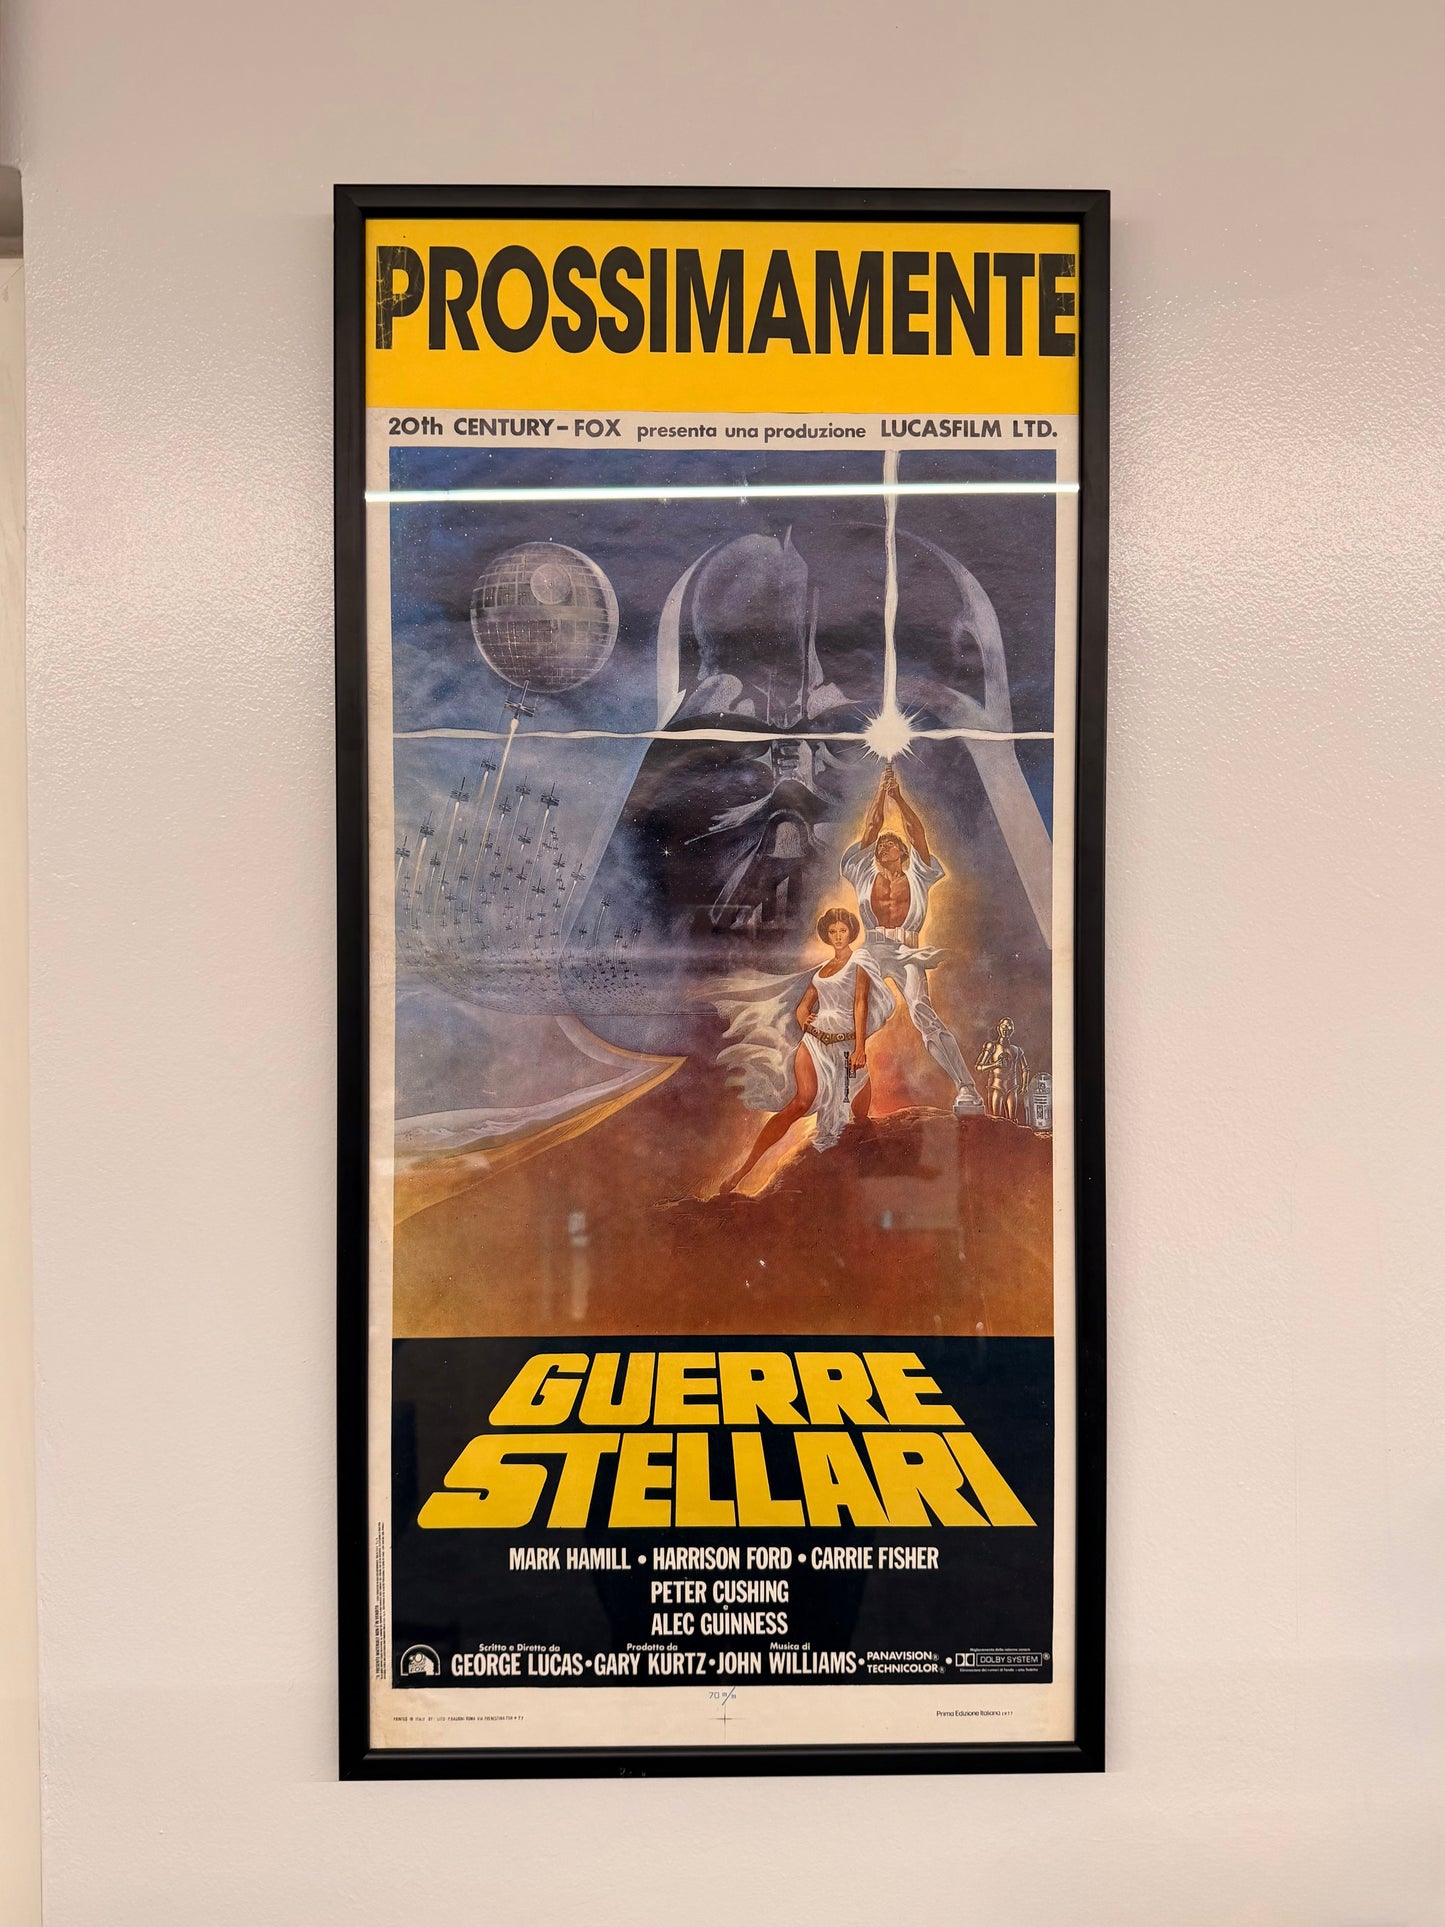 PROSSIMAMENTE
20th CENTURY-FOX presenta una produzione LUCASFILM LTD.
GUERRE
STELLARI
MARK HAMILL • HARRISON FORD • CARRIE FISHER
PETER CUSHING
e
ALEC GUINNESS
Scritto e Diretto da
GEORGE LUCAS •
Prodotto da
GARY KURTZ •
Musica di
JOHN WILLIAMS •
PANAVISION®
TECHNICOLOR® •
DOLBY SYSTEM®
70 m/m
Prima Edizione Italiana 1977